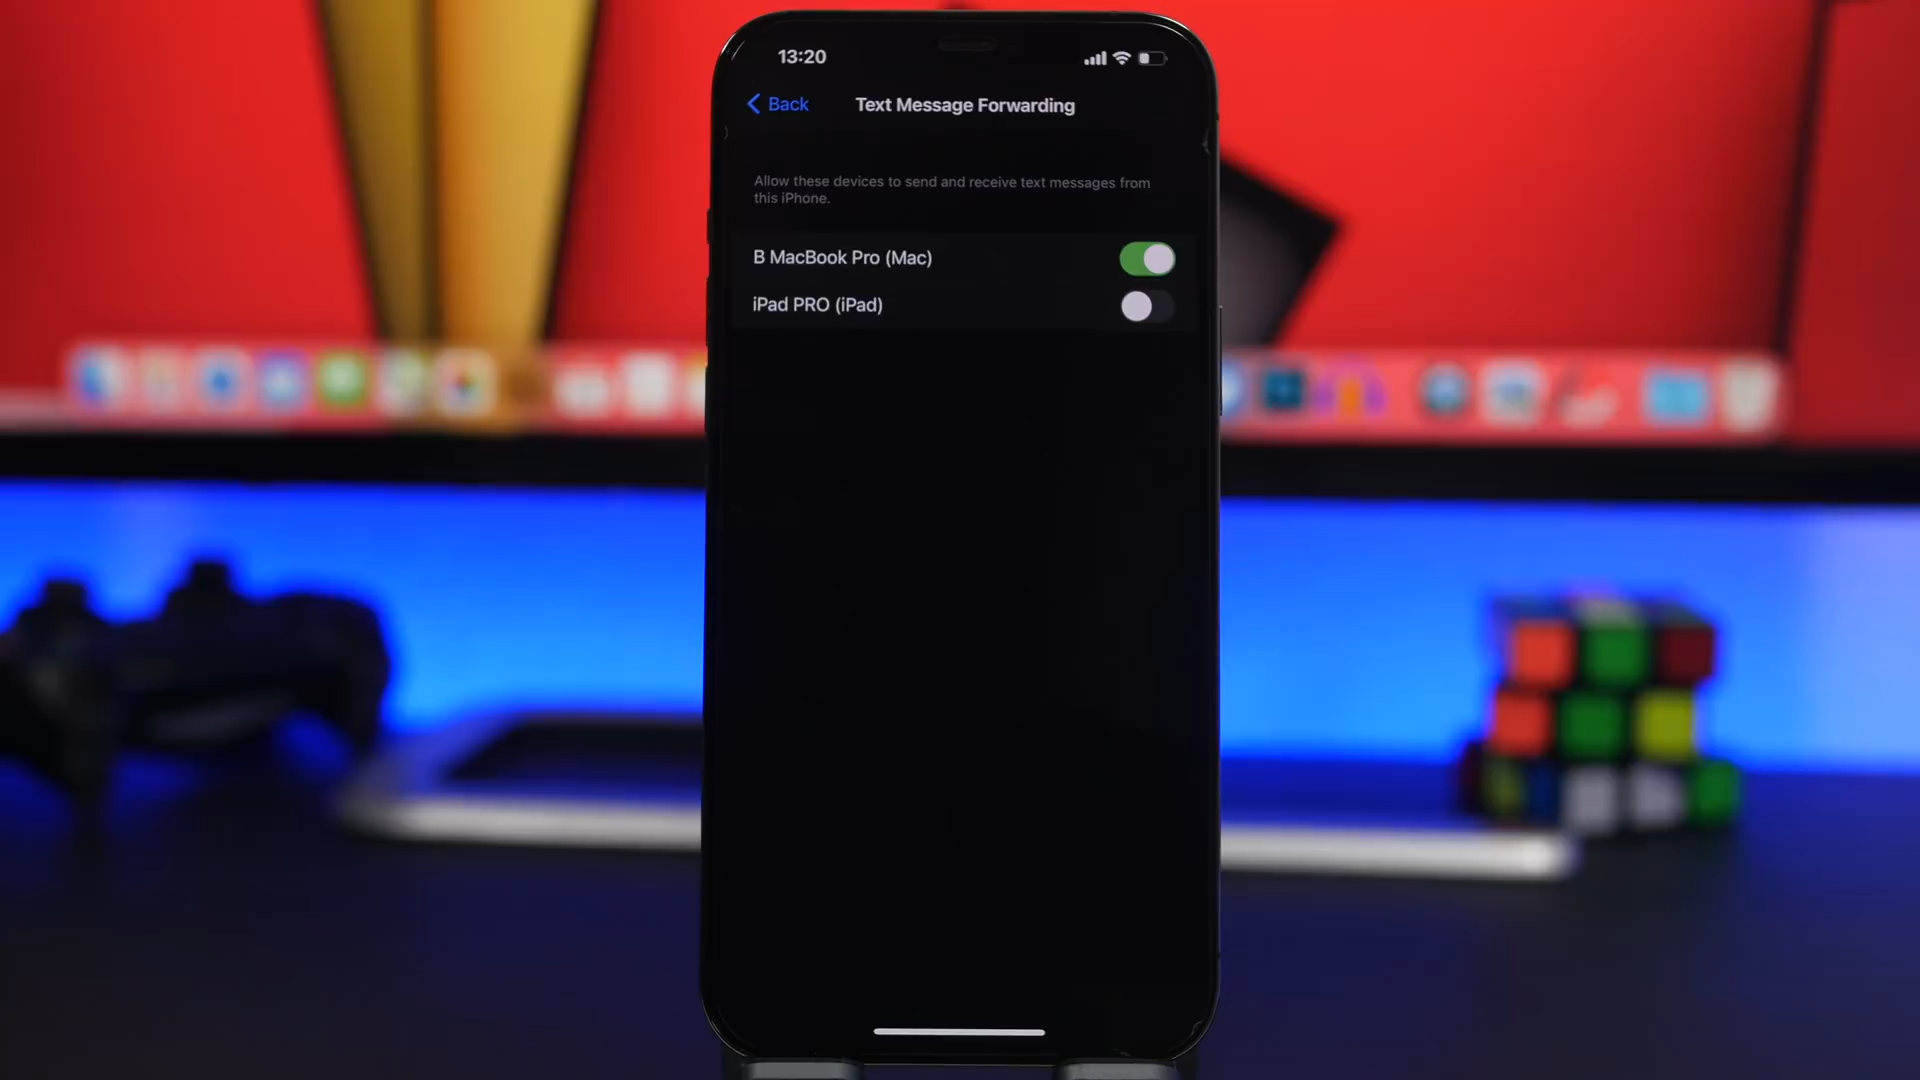 13:20
Back
Text Message Forwarding
Allow these devices to send and receive text messages from
this iPhone.
B MacBook Pro (Mac)
iPad PRO (iPad)